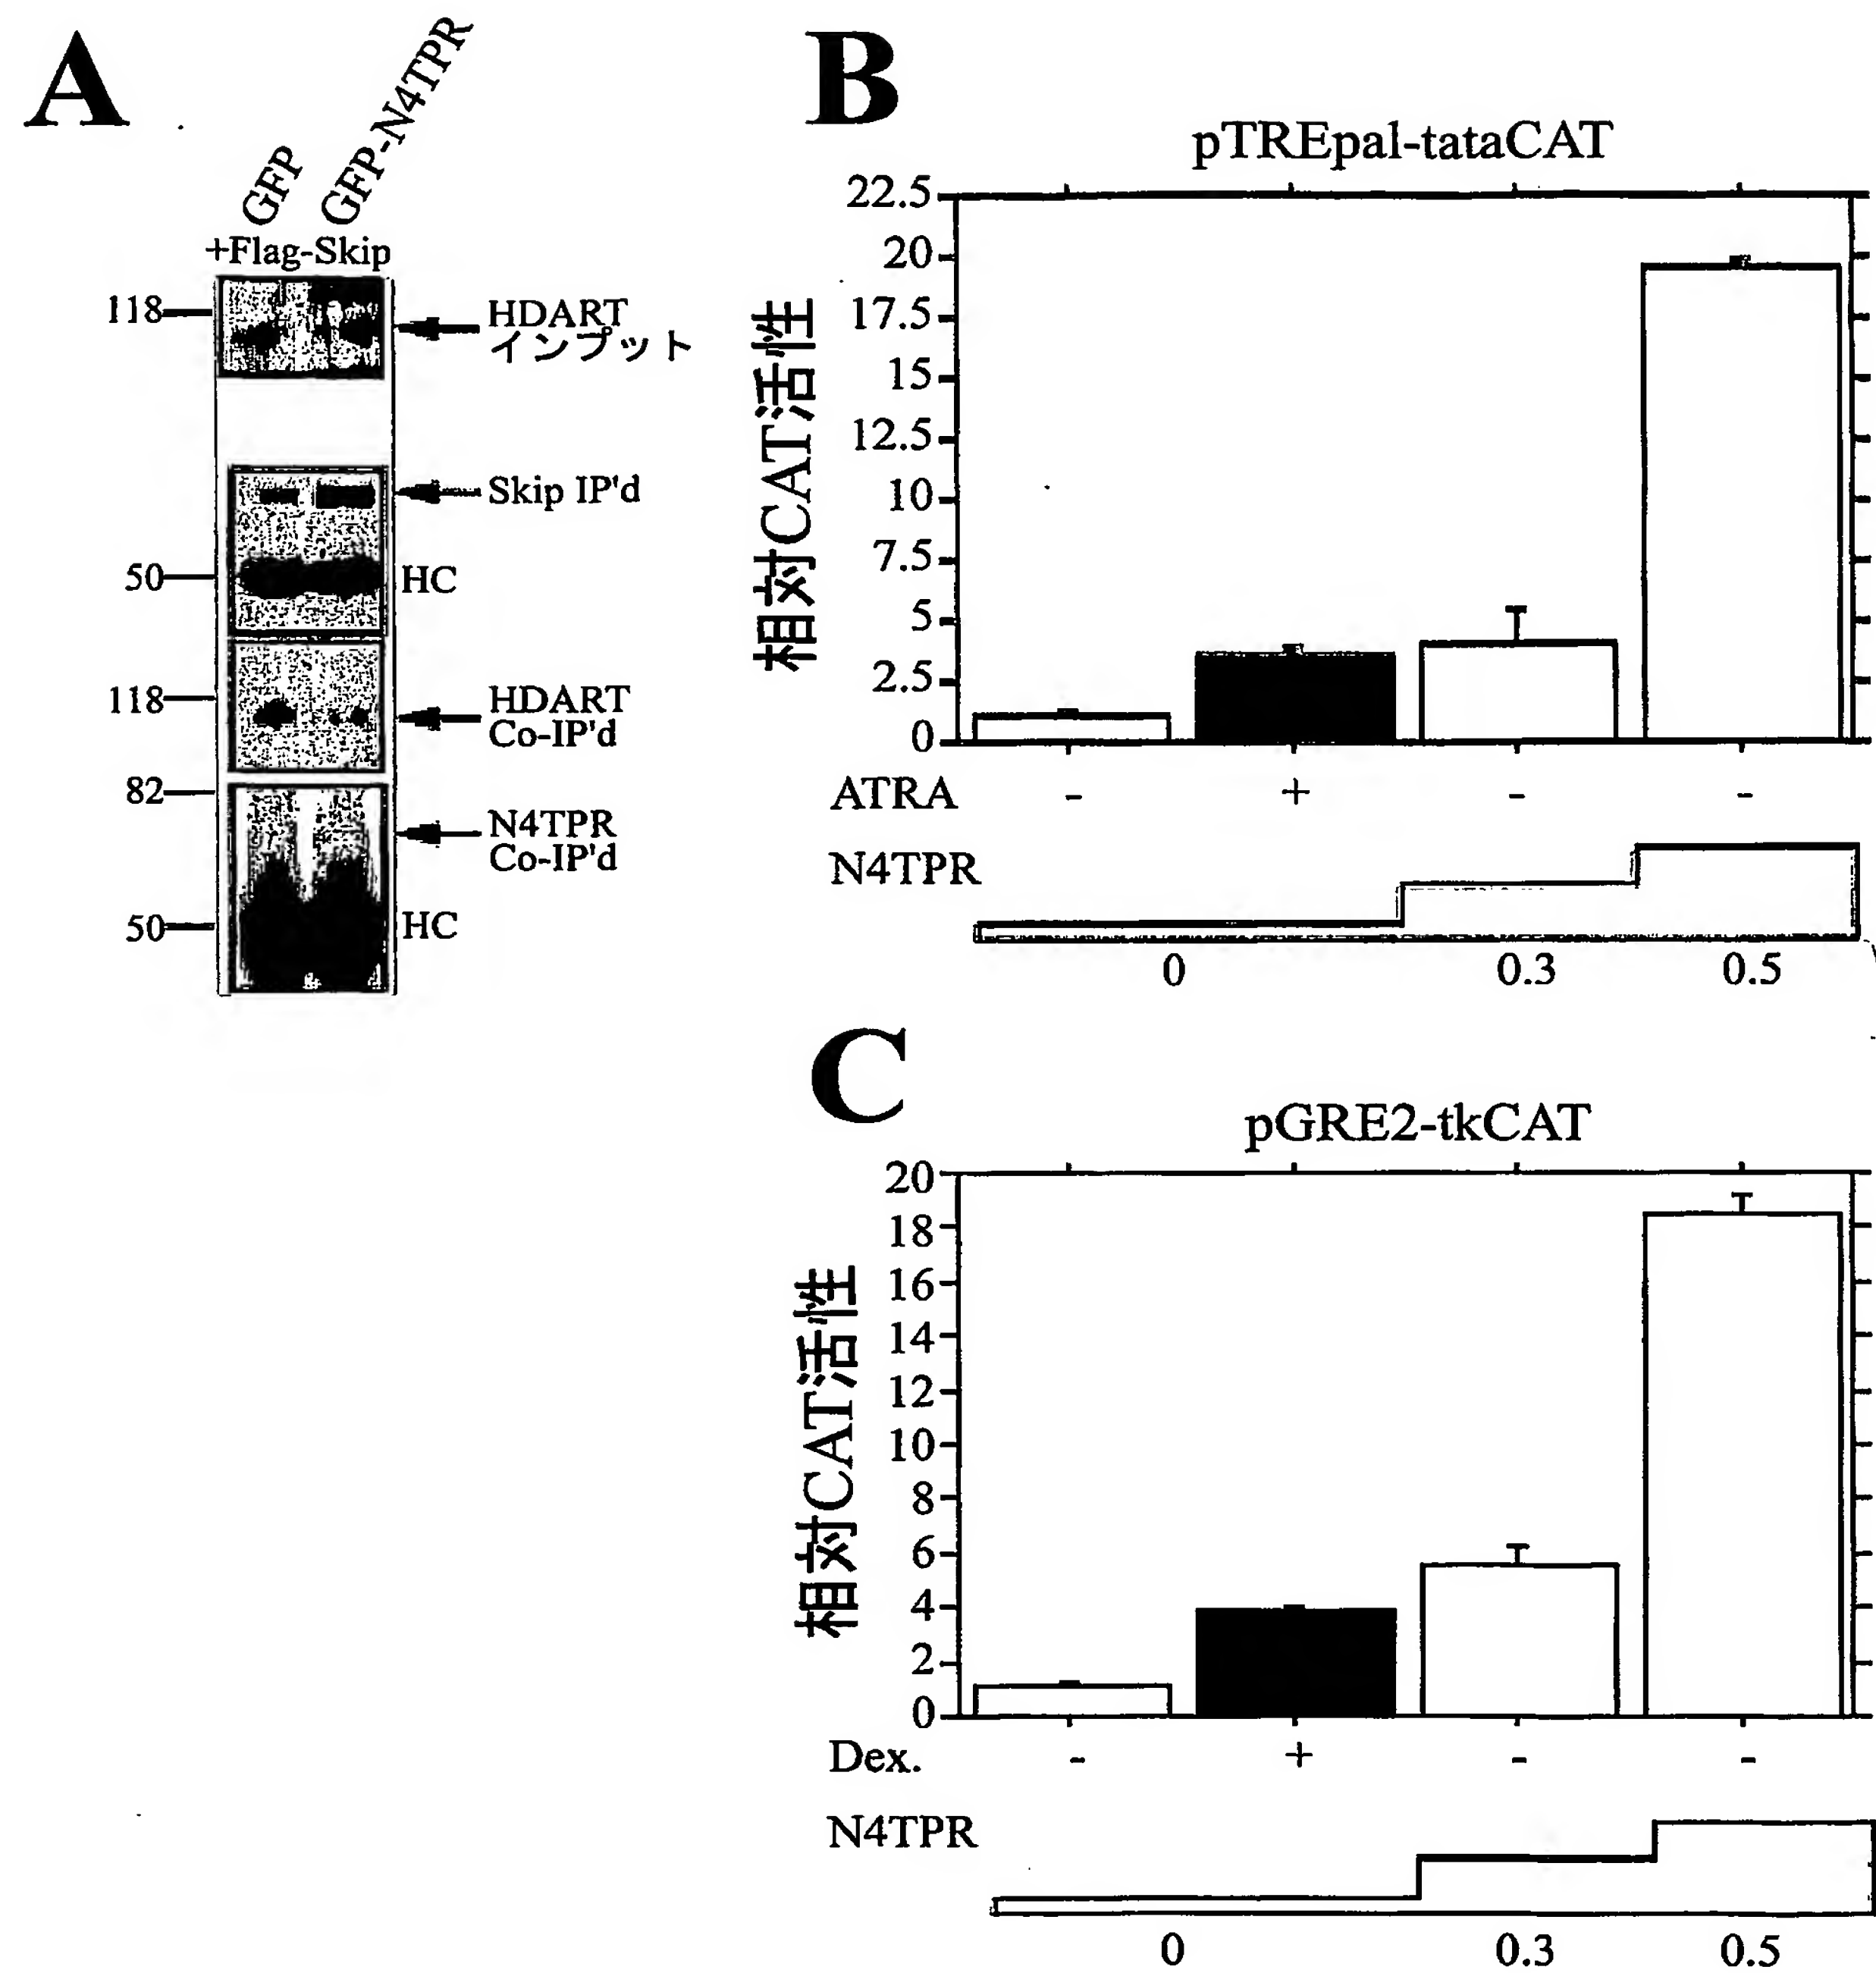 A
GFP
GFP-N4TPR
+Flag-Skip
118
HDART
インプット
Skip IP'd
50
HC
118
HDART
Co-IP'd
82
N4TPR
Co-IP'd
50
HC
B
pTREpal-tataCAT
相対CAT活性
22.5
20
17.5
15
12.5
10
7.5
5
2.5
0
ATRA - + - -
N4TPR
0 0.3 0.5
C
pGRE2-tkCAT
相対CAT活性
20
18
16
14
12
10
8
6
4
2
0
Dex. - + - -
N4TPR
0 0.3 0.5